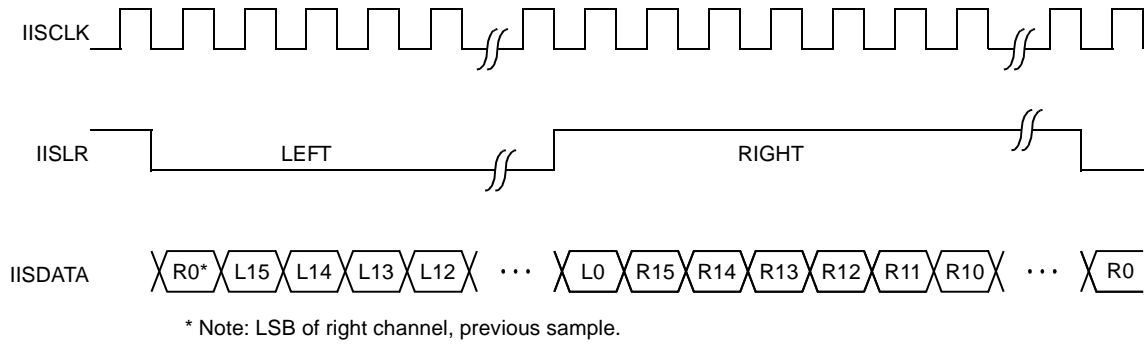 IISCLK
IISLR LEFT RIGHT
IISDATA R0* L15 L14 L13 L12 ··· L0 R15 R14 R13 R12 R11 R10 ··· R0
* Note: LSB of right channel, previous sample.